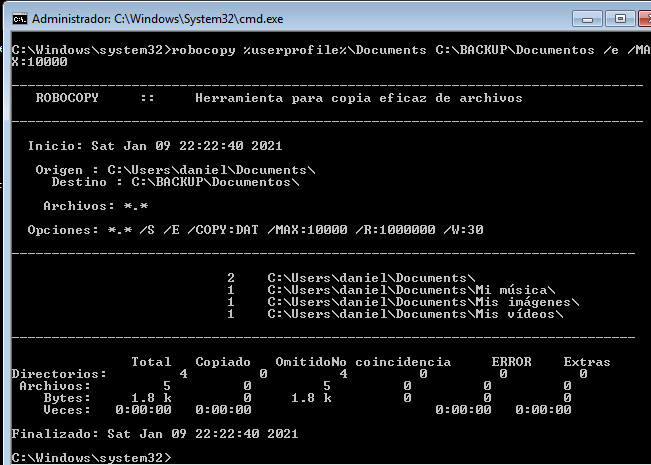 Administrador: C:\Windows\System32\cmd.exe
C:\Windows\system32>robocopy %userprofile%\Documents C:\BACKUP\Documentos /e /MA
X:10000
-------------------------------------------------------------------------------
   ROBOCOPY     ::     Herramienta para copia eficaz de archivos
-------------------------------------------------------------------------------
  Inicio: Sat Jan 09 22:22:40 2021
   Origen : C:\Users\daniel\Documents\
     Destino : C:\BACKUP\Documentos\
    Archivos: *.*
  Opciones: *.* /S /E /COPY:DAT /MAX:10000 /R:1000000 /W:30
------------------------------------------------------------------------------
                           2    C:\Users\daniel\Documents\
                           1    C:\Users\daniel\Documents\Mi música\
                           1    C:\Users\daniel\Documents\Mis imágenes\
                           1    C:\Users\daniel\Documents\Mis vídeos\
------------------------------------------------------------------------------
               Total   Copiado   OmitidoNo coincidencia     ERROR    Extras
Directorios:         4         0         4         0         0         0
 Archivos:         5         0         5         0         0         0
    Bytes:     1.8 k         0     1.8 k         0         0         0
    Veces:   0:00:00   0:00:00                       0:00:00   0:00:00
Finalizado: Sat Jan 09 22:22:40 2021
C:\Windows\system32>